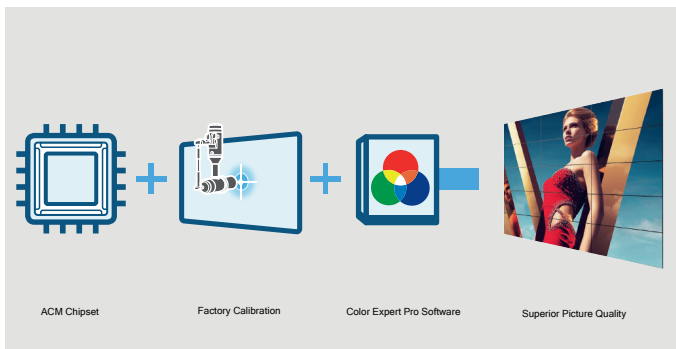 ACM Chipset
Factory Calibration
Color Expert Pro Software
Superior Picture Quality